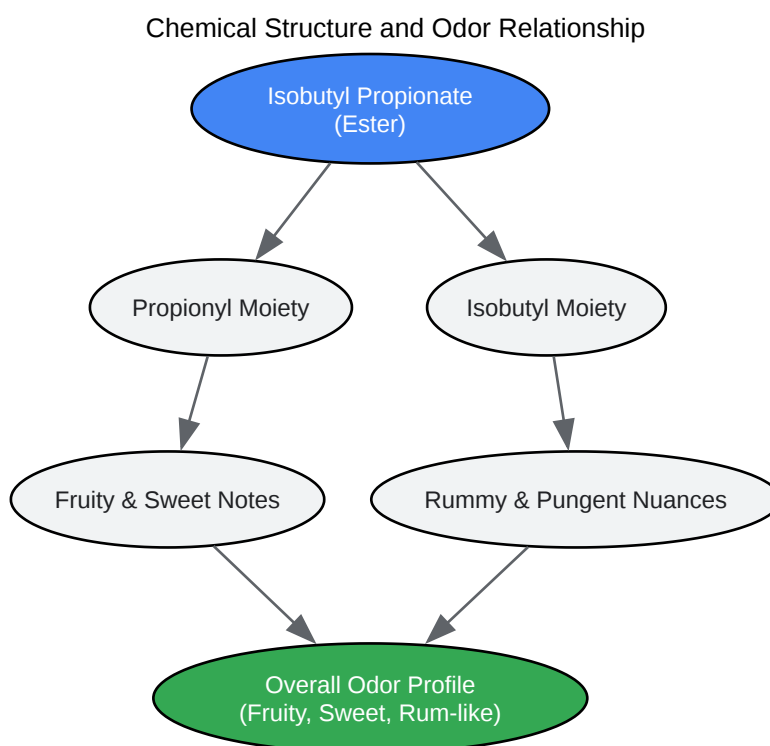 Chemical Structure and Odor Relationship
Isobutyl Propionate
(Ester)
Propionyl Moiety
Isobutyl Moiety
Fruity & Sweet Notes
Rummy & Pungent Nuances
Overall Odor Profile
(Fruity, Sweet, Rum-like)